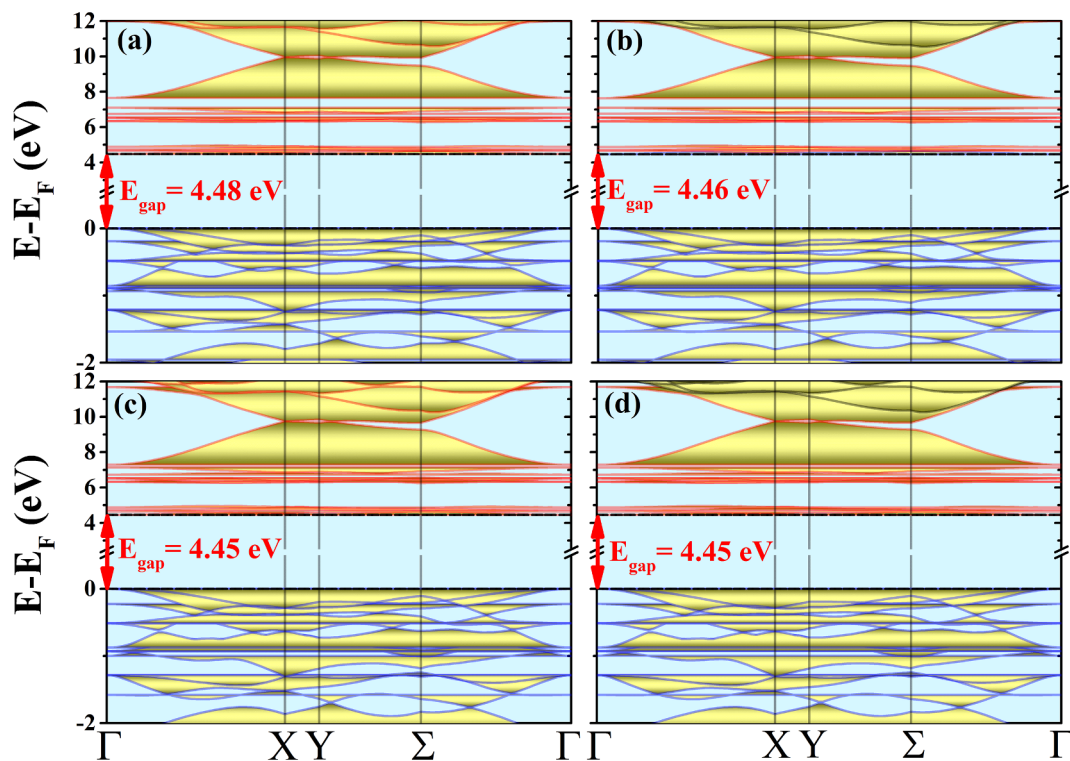 (a)
(b)
12
10
8
6
4
0
-2
E-E_F (eV)
E_gap = 4.48 eV
E_gap = 4.46 eV
(c)
(d)
12
10
8
6
4
0
-2
E-E_F (eV)
E_gap = 4.45 eV
E_gap = 4.45 eV
Γ X Y Σ Γ
Γ X Y Σ Γ